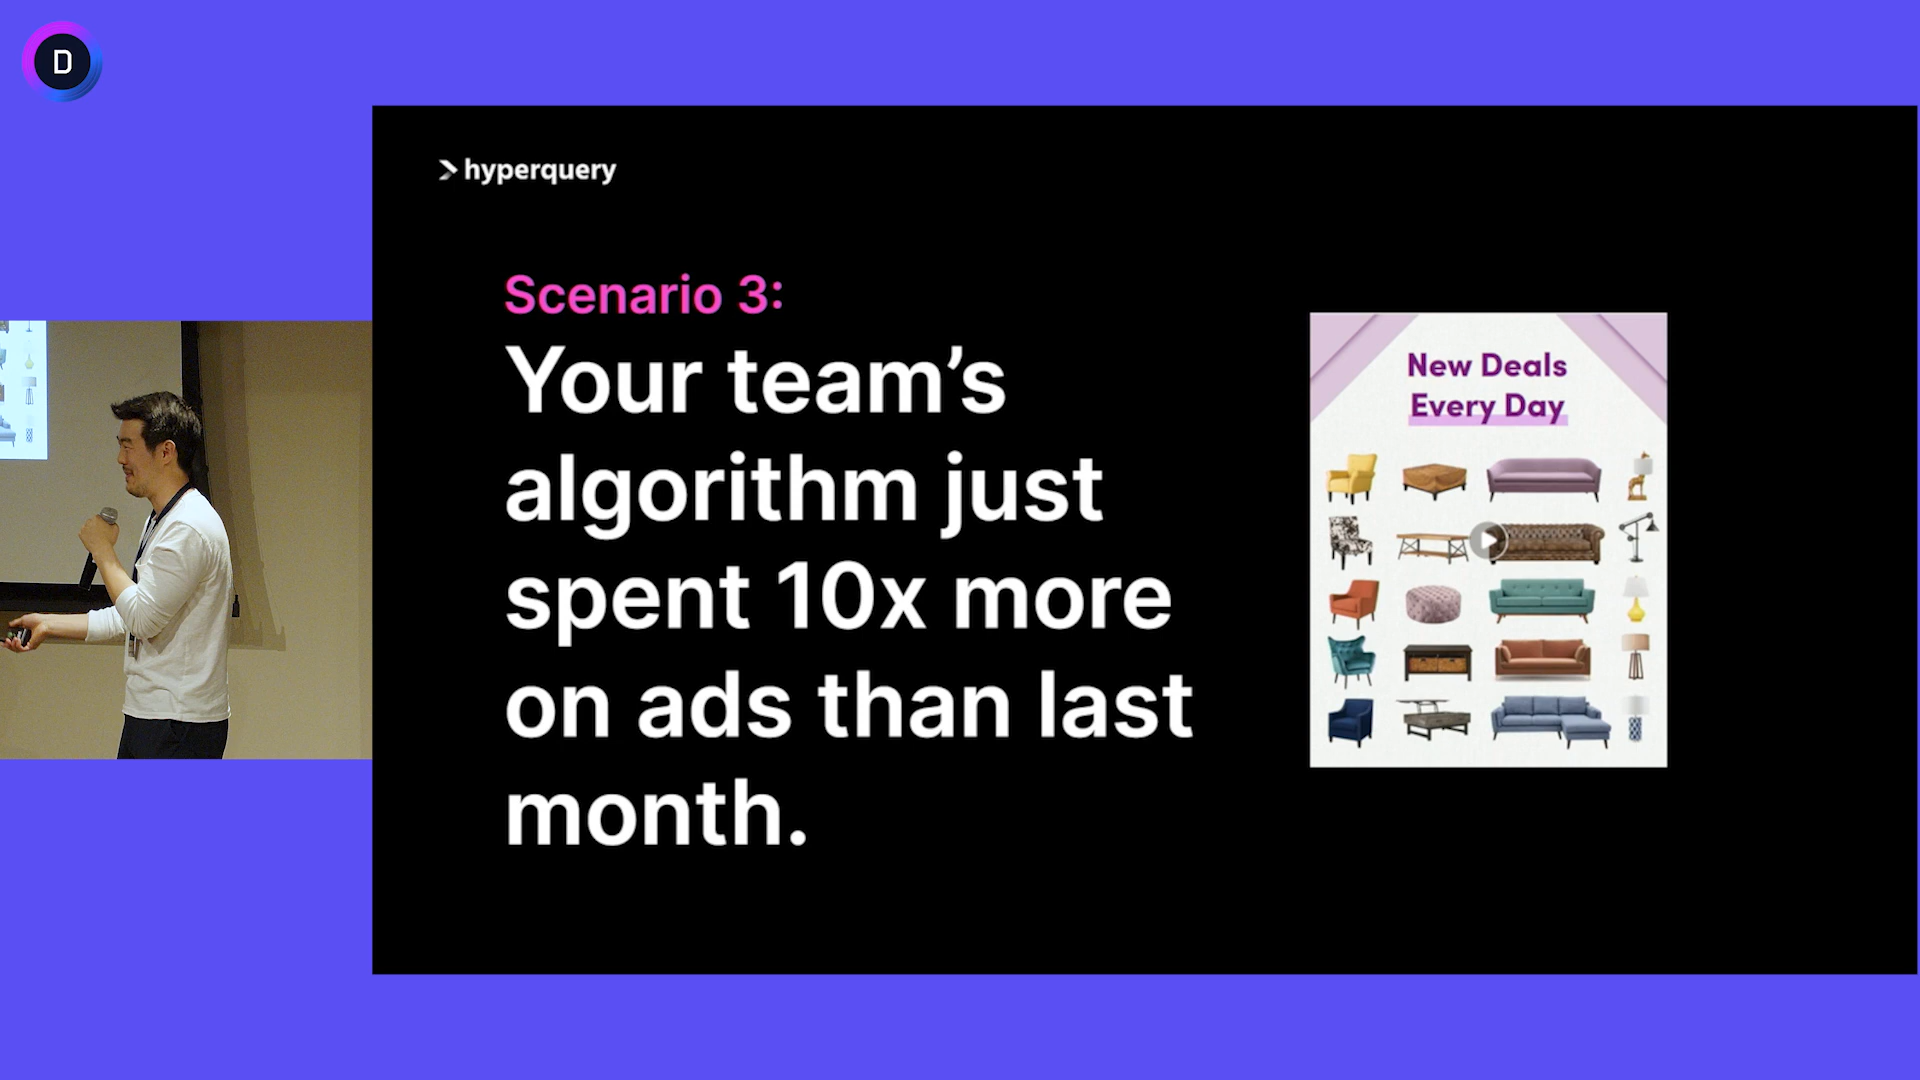 D
hyperquery
Scenario 3:
Your team’s
algorithm just
spent 10x more
on ads than last
month.
New Deals
Every Day